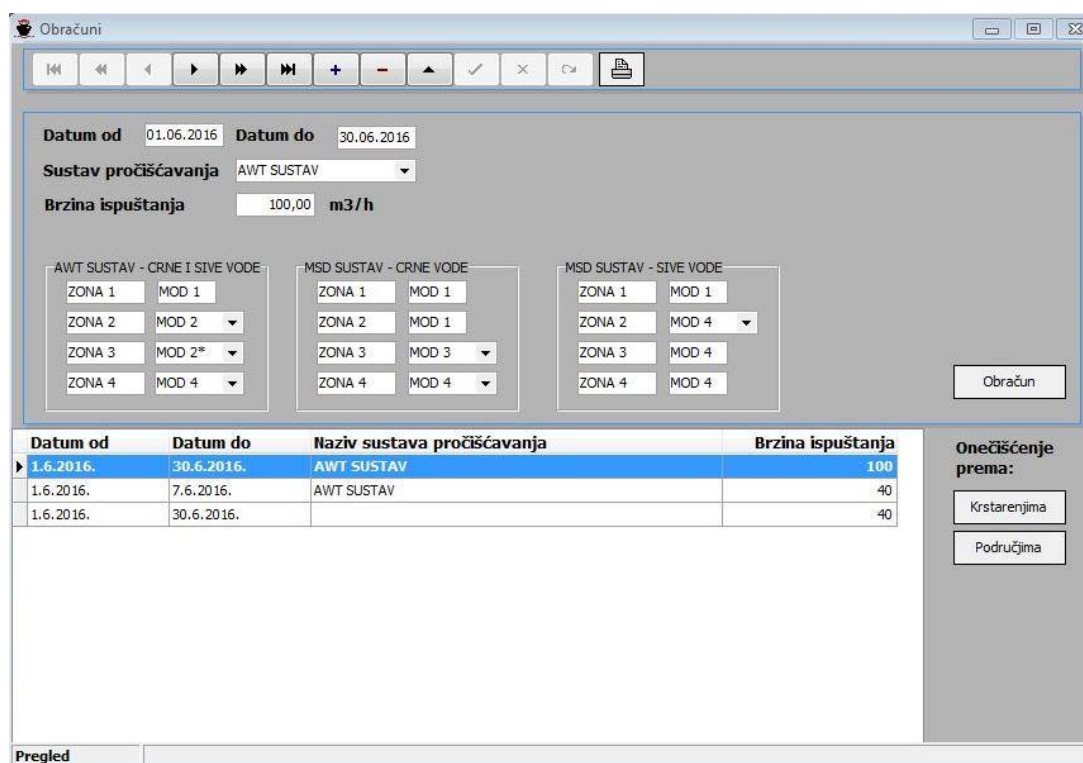 Obračuni
Datum od 01.06.2016 Datum do 30.06.2016
Sustav pročišćavanja AWT SUSTAV
Brzina ispuštanja 100,00 m3/h
AWT SUSTAV - CRNE I SIVE VODE MSD SUSTAV - CRNE VODE MSD SUSTAV - SIVE VODE
ZONA 1 MOD 1 ZONA 1 MOD 1 ZONA 1 MOD 1
ZONA 2 MOD 2 ZONA 2 MOD 1 ZONA 2 MOD 4
ZONA 3 MOD 2* ZONA 3 MOD 3 ZONA 3 MOD 4
ZONA 4 MOD 4 ZONA 4 MOD 4 ZONA 4 MOD 4
Obračun
Datum od Datum do Naziv sustava pročišćavanja Brzina ispuštanja
1.6.2016. 30.6.2016. AWT SUSTAV 100
1.6.2016. 7.6.2016. AWT SUSTAV 40
1.6.2016. 30.6.2016. 40
Onečišćenje
prema:
Krstarenjima
Područjima
Pregled